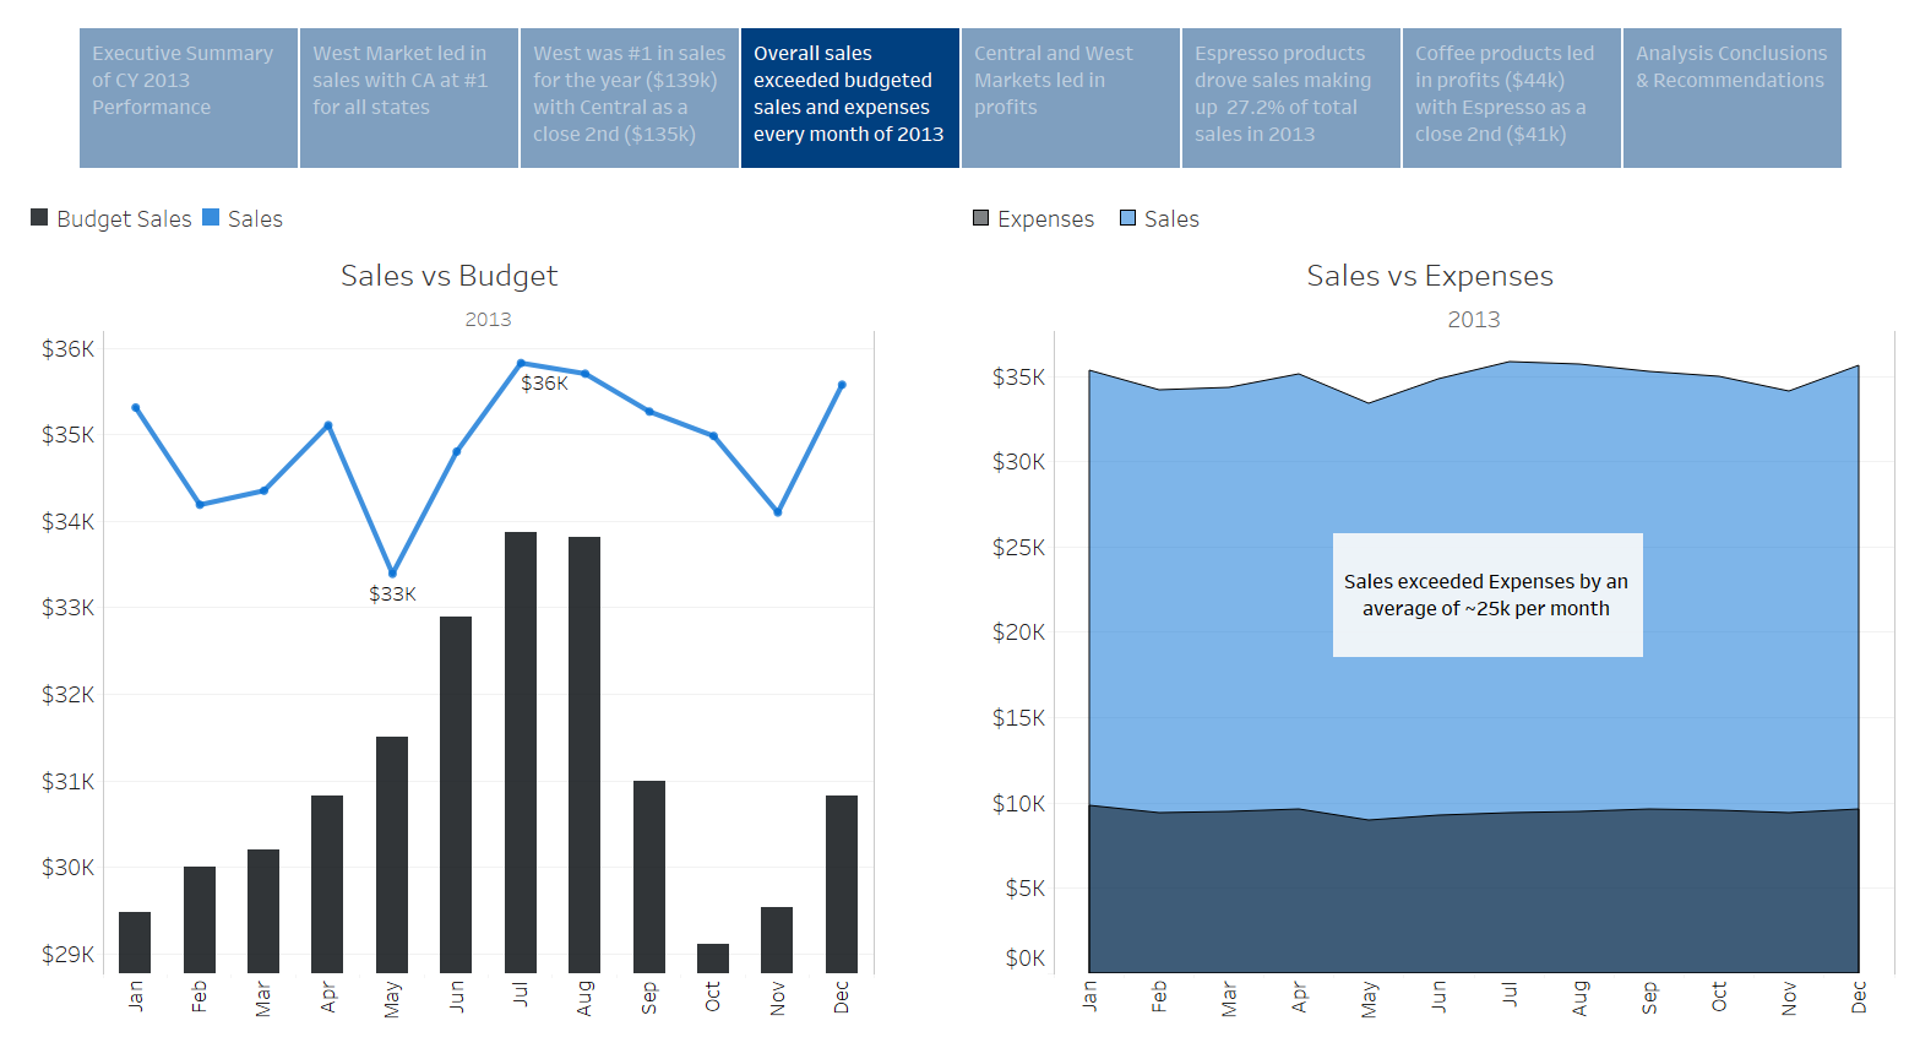 Executive Summary
of CY 2013
Performance
West Market led in
sales with CA at #1
for all states
West was #1 in sales
for the year ($139k)
with Central as a
close 2nd ($135k)
Overall sales
exceeded budgeted
sales and expenses
every month of 2013
Central and West
Markets led in
profits
Espresso products
drove sales making
up 27.2% of total
sales in 2013
Coffee products led
in profits ($44k)
with Espresso as a
close 2nd ($41k)
Analysis Conclusions
& Recommendations
Budget Sales Sales
Sales vs Budget
2013
$36K
$35K
$34K
$33K
$32K
$31K
$30K
$29K
$36K
$33K
Jan Feb Mar Apr May Jun Jul Aug Sep Oct Nov Dec
Expenses Sales
Sales vs Expenses
2013
$35K
$30K
$25K
$20K
$15K
$10K
$5K
$0K
Sales exceeded Expenses by an
average of ~25k per month
Jan Feb Mar Apr May Jun Jul Aug Sep Oct Nov Dec